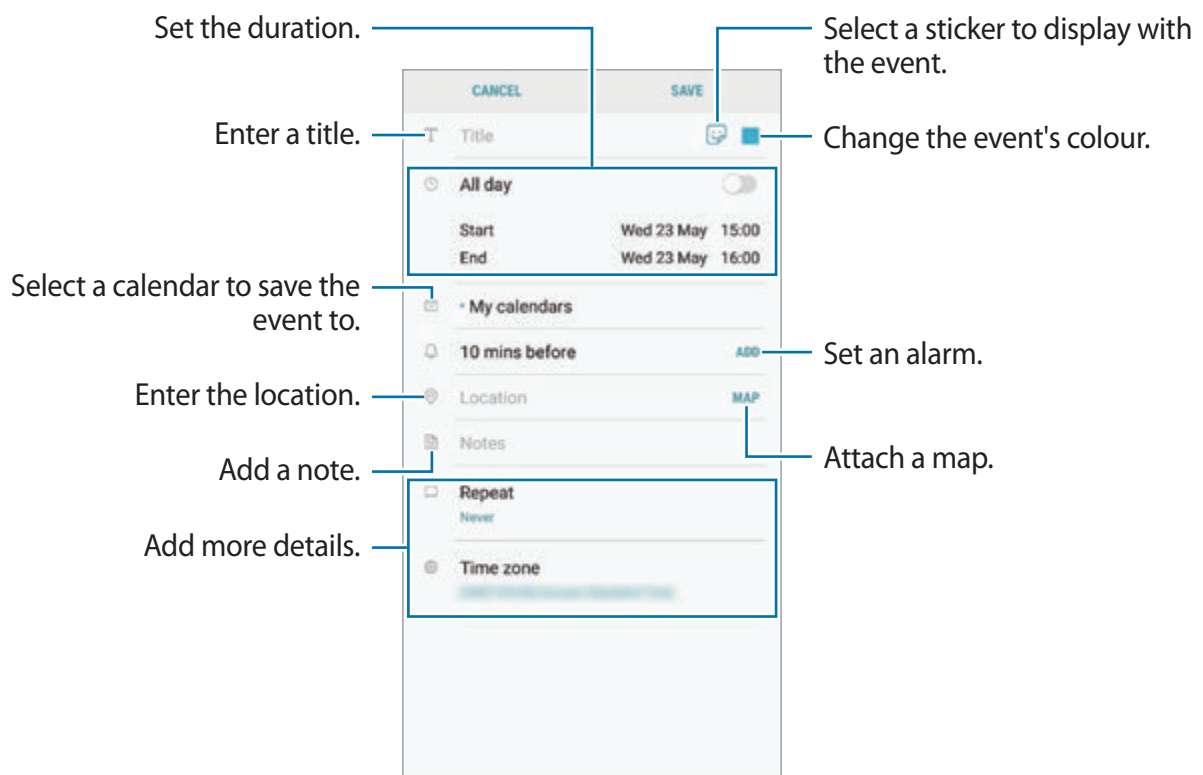 Set the duration.
Select a sticker to display with
the event.
CANCEL
SAVE
Enter a title.
Title
Change the event's colour.
All day
Start Wed 23 May 15:00
End Wed 23 May 16:00
Select a calendar to save the
event to.
My calendars
10 mins before
ADD
Set an alarm.
Enter the location.
Location
MAP
Add a note.
Notes
Attach a map.
Repeat
Never
Add more details.
Time zone